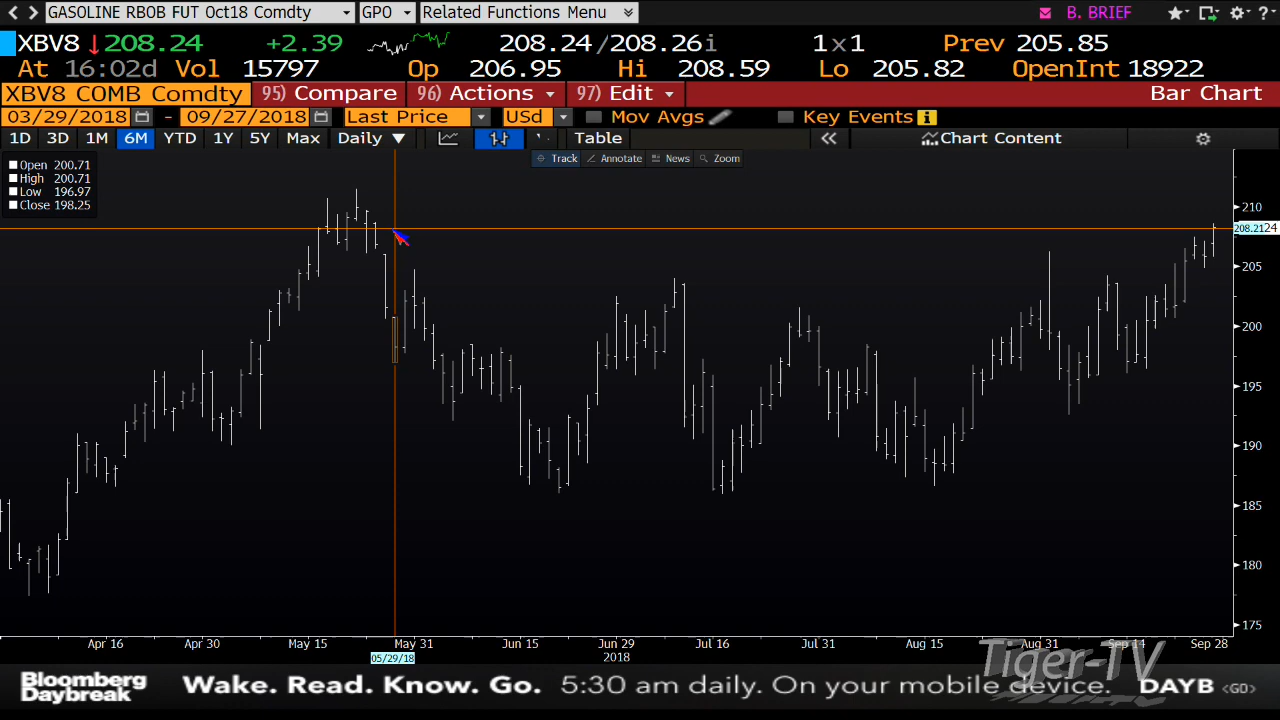 GASOLINE RBOB FUT Oct18 Comdty GPO Related Functions Menu B. BRIEF ?
XBV8 208.24 +2.39 208.24 /208.26i 1x1 Prev 205.85
At 16:02d Vol 15797 Op 206.95 Hi 208.59 Lo 205.82 OpenInt 18922
XBV8 COMB Comdty 95) Compare 96) Actions 97) Edit Bar Chart
03/29/2018 - 09/27/2018 Last Price USd Mov Avgs Key Events
1D 3D 1M 6M YTD 1Y 5Y Max Daily Table Chart Content
Track Annotate News Zoom
Open 200.71
High 200.71
Low 196.97
Close 198.25
210
208.21 24
205
200
195
190
185
180
175
Apr 16 Apr 30 May 15 May 31 Jun 15 Jun 29 Jul 16 Jul 31 Aug 15 Aug 31 Sep 14 Sep 28
05/29/18 2018
Tiger-TV
Bloomberg
Daybreak
Wake. Read. Know. Go. 5:30 am daily. On your mobile device. DAYB <GO>